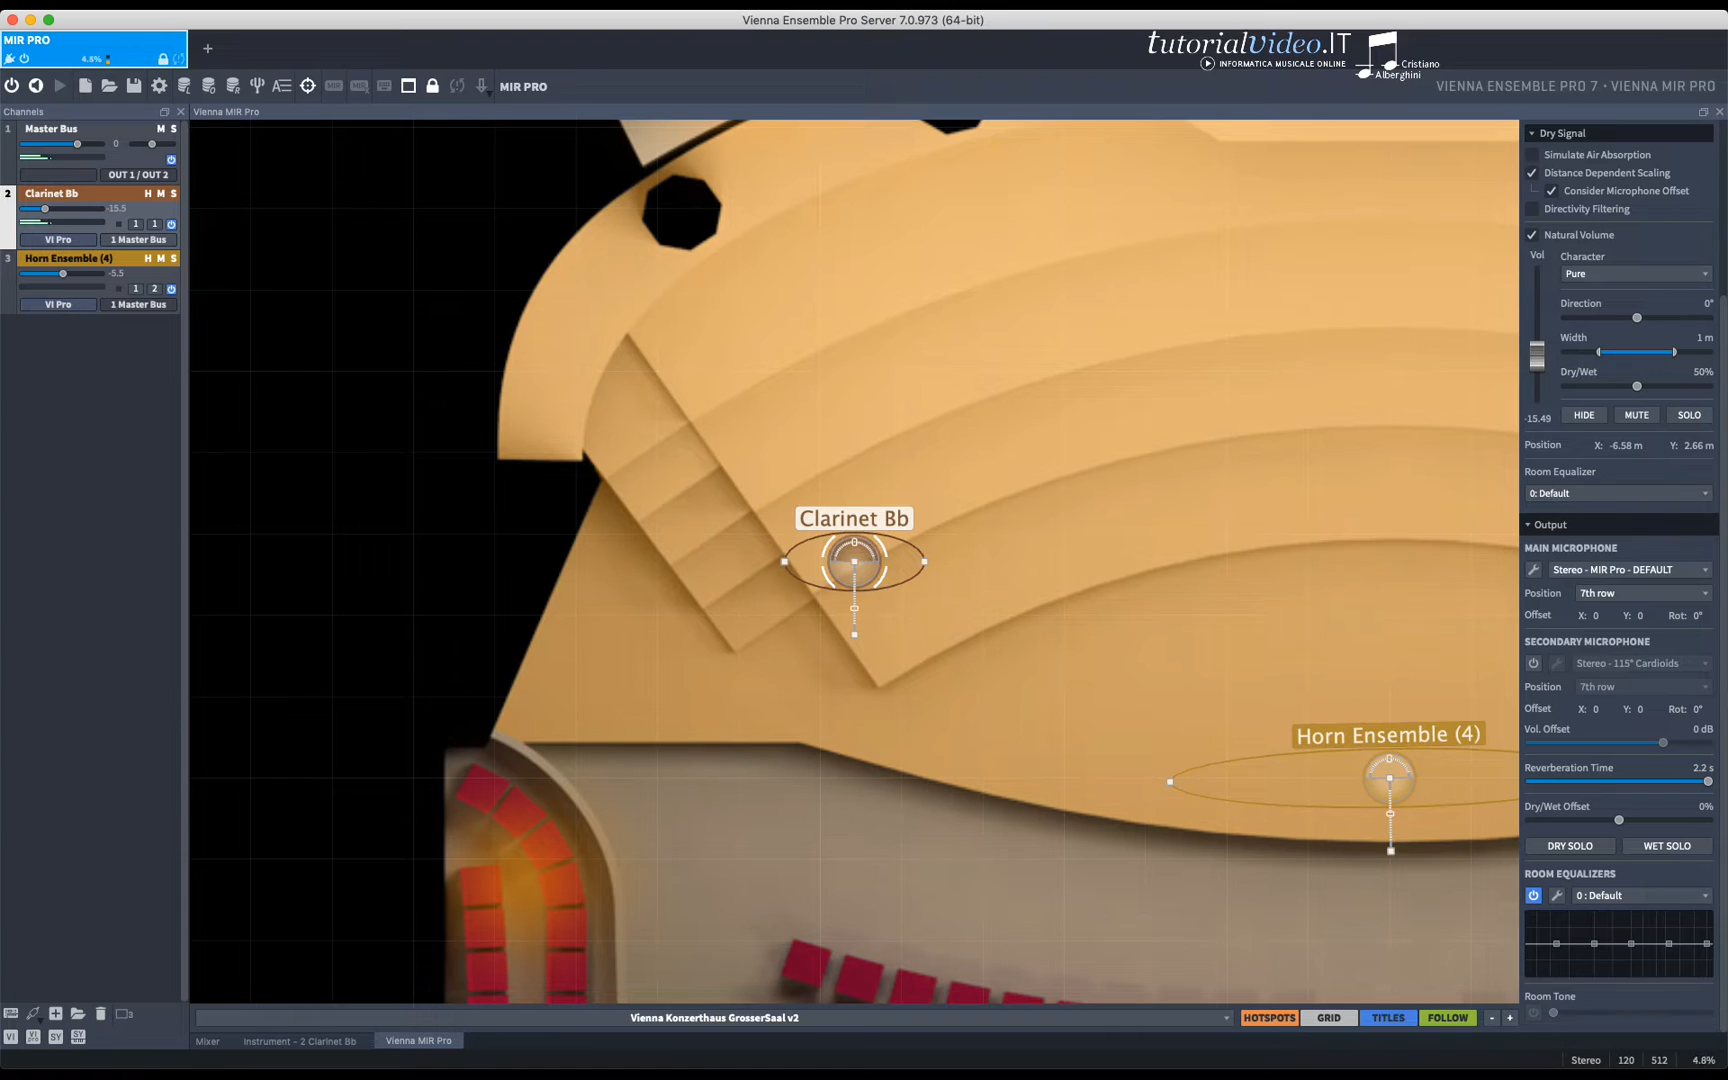 Vienna Ensemble Pro Server 7.0.973 (64-bit)
MIR PRO
4.5%
+
tutorialvideo.IT
INFORMATICA MUSICALE ONLINE
Cristiano
Alberghini
MIR PRO
VIENNA ENSEMBLE PRO 7 • VIENNA MIR PRO
Channels
Vienna MIR Pro
1 Master Bus M S
0
OUT 1 / OUT 2
2 Clarinet Bb H M S
-15.5
1 1
VI Pro 1 Master Bus
3 Horn Ensemble (4) H M S
-5.5
1 2
VI Pro 1 Master Bus
Clarinet Bb
Horn Ensemble (4)
Dry Signal
Simulate Air Absorption
Distance Dependent Scaling
Consider Microphone Offset
Directivity Filtering
Natural Volume
Vol
Character
Pure
Direction 0°
Width 1 m
Dry/Wet 50%
-15.49 HIDE MUTE SOLO
Position X: -6.58 m Y: 2.66 m
Room Equalizer
0: Default
Output
MAIN MICROPHONE
Stereo - MIR Pro - DEFAULT
Position 7th row
Offset X: 0 Y: 0 Rot: 0°
SECONDARY MICROPHONE
Stereo - 115° Cardioids
Position 7th row
Offset X: 0 Y: 0 Rot: 0°
Vol. Offset 0 dB
Reverberation Time 2.2 s
Dry/Wet Offset 0%
DRY SOLO WET SOLO
ROOM EQUALIZERS
0 : Default
Room Tone
3
VI VI pro SY SY
Vienna Konzerthaus GrosserSaal v2
HOTSPOTS GRID TITLES FOLLOW - +
Mixer Instrument - 2 Clarinet Bb Vienna MIR Pro
Stereo 120 512 4.8%